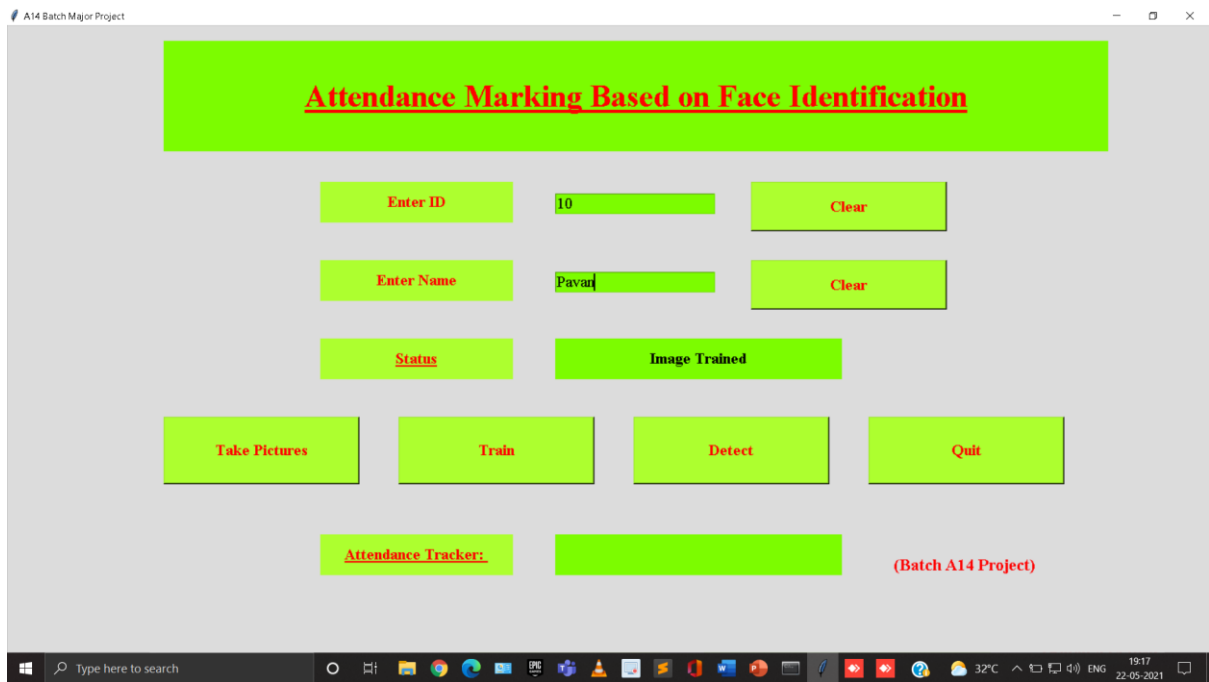 A14 Batch Major Project
Attendance Marking Based on Face Identification
Enter ID
10
Clear
Enter Name
Pavan
Clear
Status
Image Trained
Take Pictures
Train
Detect
Quit
Attendance Tracker:
(Batch A14 Project)
Type here to search
EPIC
32°C
ENG
19:17
22-05-2021